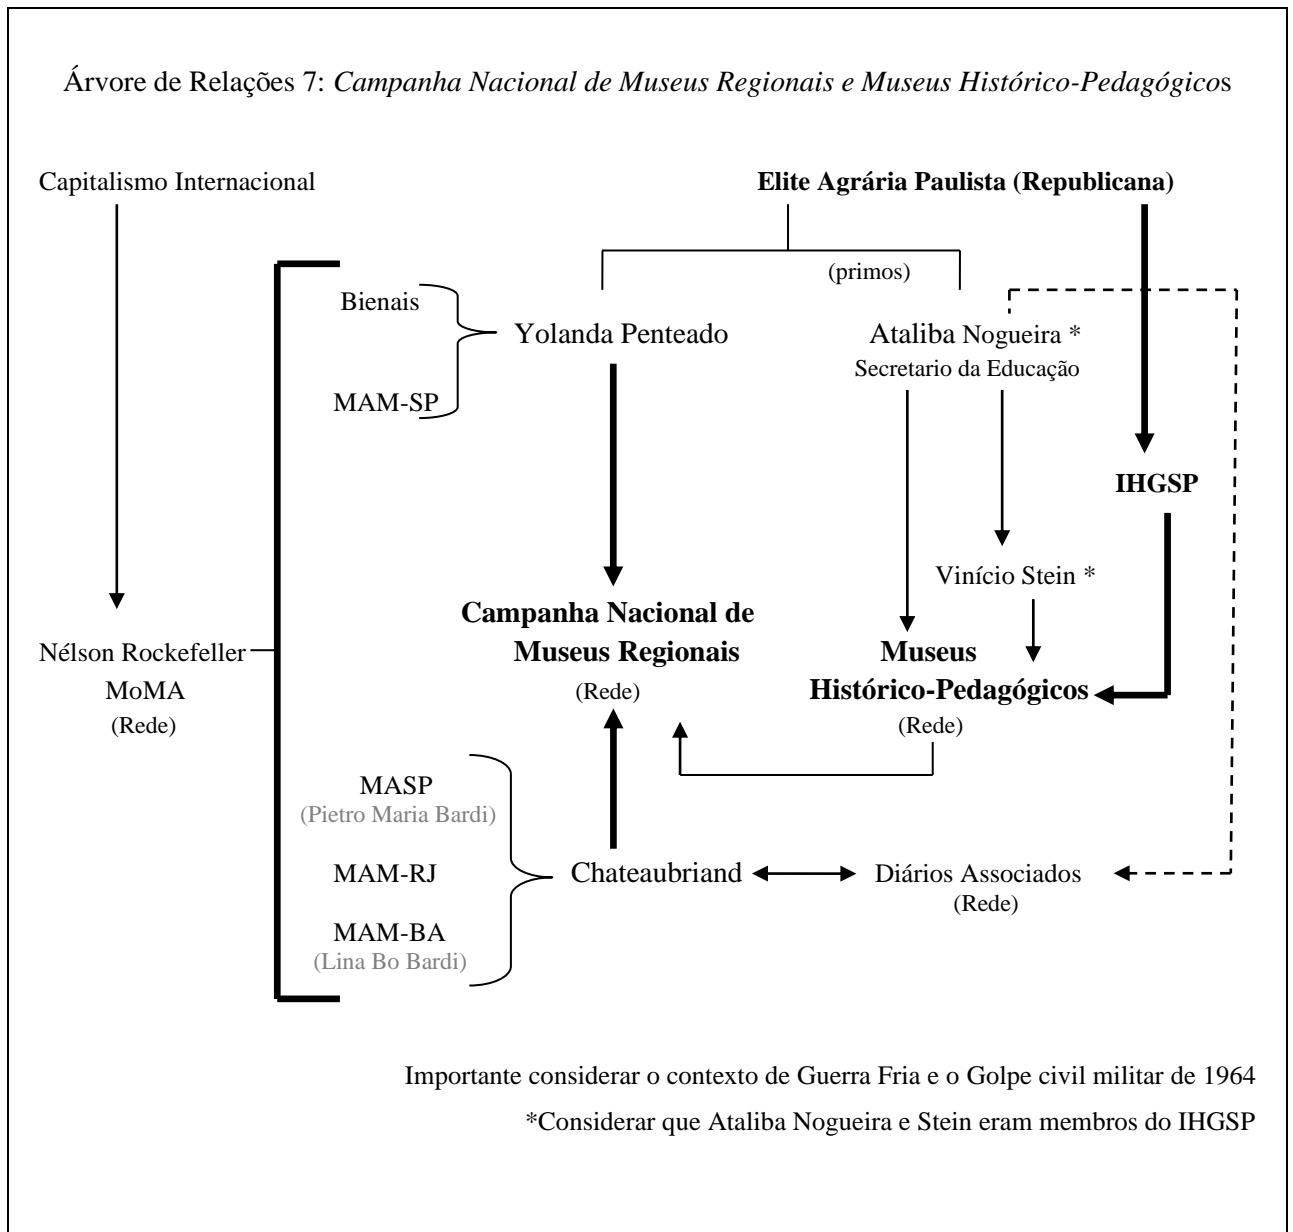 Árvore de Relações 7: Campanha Nacional de Museus Regionais e Museus Histórico-Pedagógicos
Capitalismo Internacional
Elite Agrária Paulista (Republicana)
(primos)
Bienais
Yolanda Penteado
Ataliba Nogueira *
Secretario da Educação
MAM-SP
IHGSP
Vinício Stein *
Campanha Nacional de
Museus Regionais
(Rede)
Museus
Histórico-Pedagógicos
(Rede)
Nélson Rockefeller
MoMA
(Rede)
MASP
(Pietro Maria Bardi)
MAM-RJ
Chateaubriand
Diários Associados
(Rede)
MAM-BA
(Lina Bo Bardi)
Importante considerar o contexto de Guerra Fria e o Golpe civil militar de 1964
*Considerar que Ataliba Nogueira e Stein eram membros do IHGSP